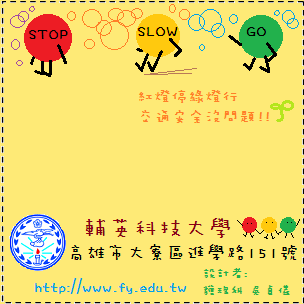 STOP SLOW GO
紅燈停綠燈行
交通安全沒問題!!
輔英科技大學
高雄市大寮區進學路151號
設計者:
http://www.fy.edu.tw